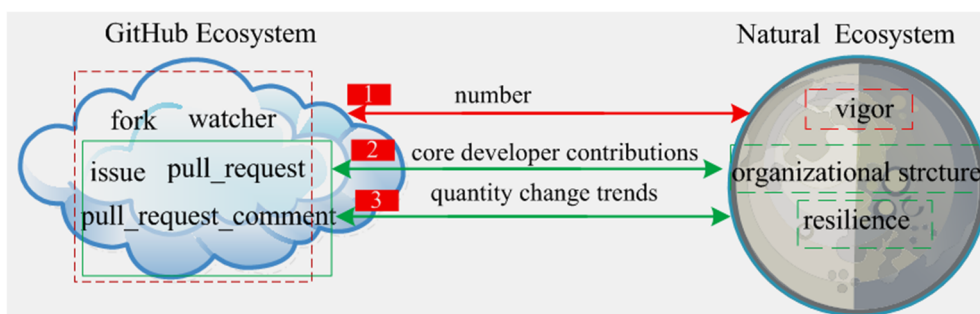 GitHub Ecosystem
Natural Ecosystem
1
number
vigor
fork watcher
2
core developer contributions
organizational strcture
issue pull_request
3
quantity change trends
pull_request_comment
resilience